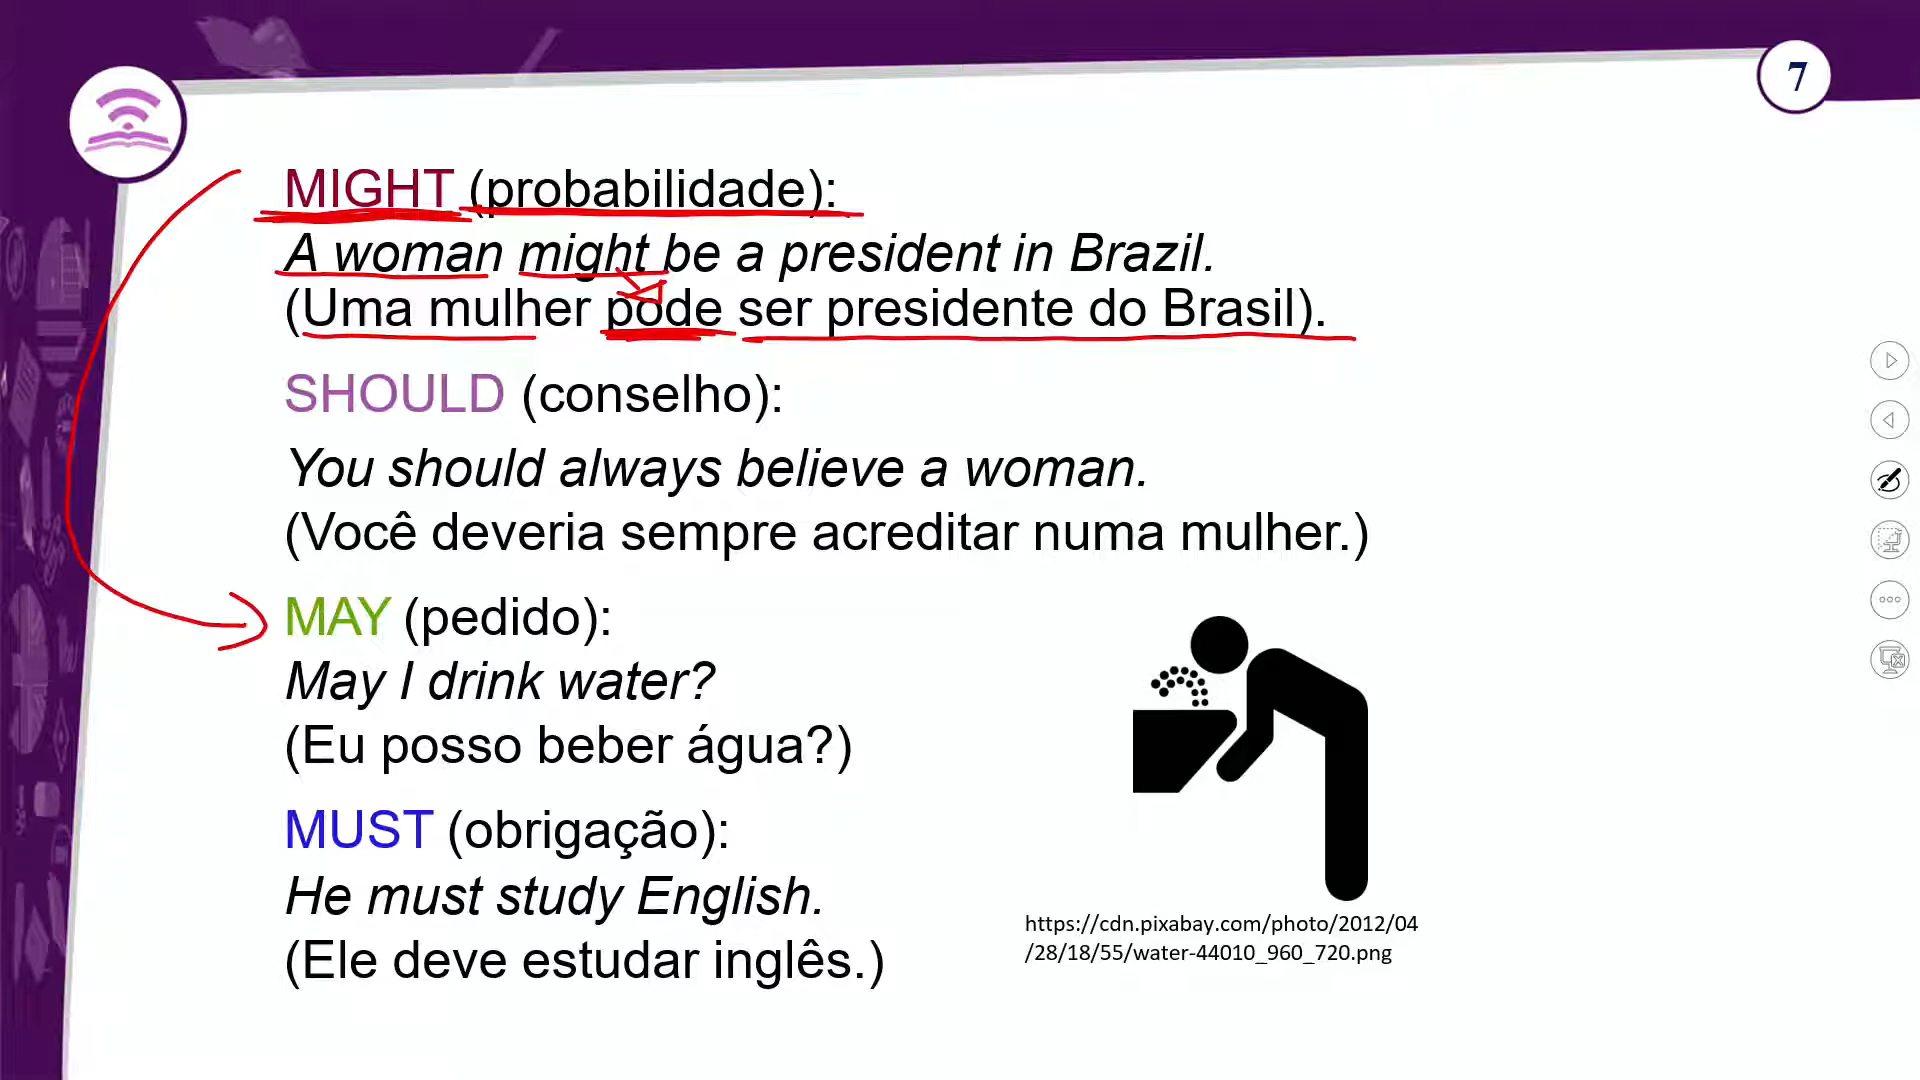 7
MIGHT (probabilidade):
A woman might be a president in Brazil.
(Uma mulher pode ser presidente do Brasil).
SHOULD (conselho):
You should always believe a woman.
(Você deveria sempre acreditar numa mulher.)
MAY (pedido):
May I drink water?
(Eu posso beber água?)
MUST (obrigação):
He must study English.
(Ele deve estudar inglês.)
https://cdn.pixabay.com/photo/2012/04
/28/18/55/water-44010_960_720.png